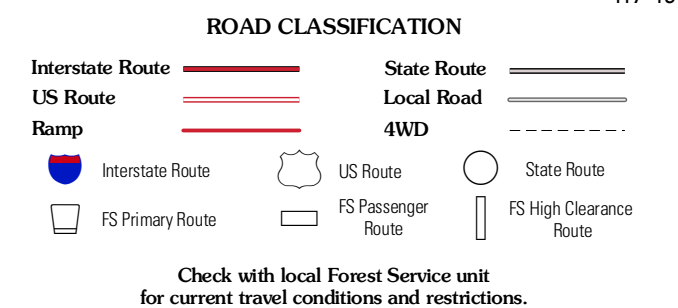 ROAD CLASSIFICATION
Interstate Route
State Route
US Route
Local Road
Ramp
4WD
Interstate Route
US Route
State Route
FS Primary Route
FS Passenger
Route
FS High Clearance
Route
Check with local Forest Service unit
for current travel conditions and restrictions.